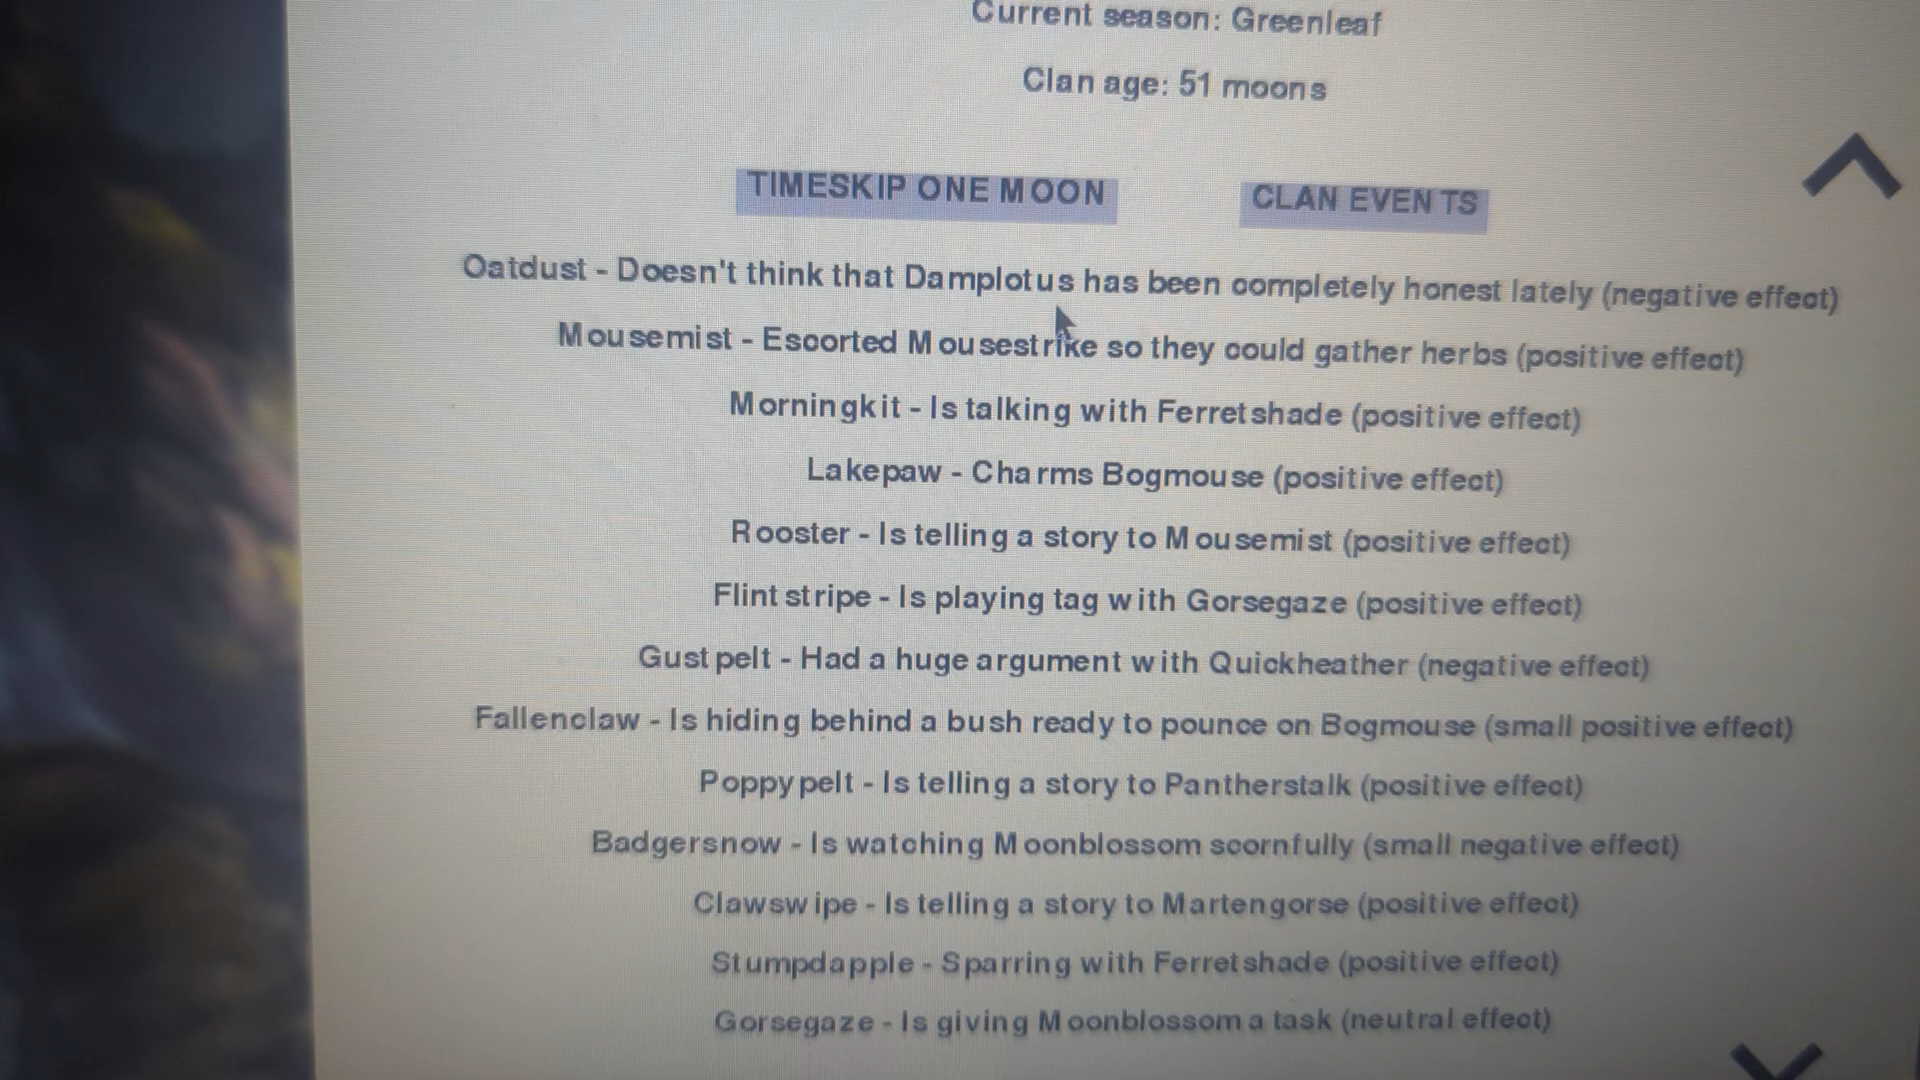 Current season: Greenleaf
Clan age: 51 moons
TIMESKIP ONE MOON
CLAN EVENTS
Oatdust - Doesn't think that Damplotus has been completely honest lately (negative effect)
Mousemist - Escorted Mousestrike so they could gather herbs (positive effect)
Morningkit - Is talking with Ferretshade (positive effect)
Lakepaw - Charms Bogmouse (positive effect)
Rooster - Is telling a story to Mousemist (positive effect)
Flintstripe - Is playing tag with Gorsegaze (positive effect)
Gustpelt - Had a huge argument with Quickheather (negative effect)
Fallenclaw - Is hiding behind a bush ready to pounce on Bogmouse (small positive effect)
Poppypelt - Is telling a story to Pantherstalk (positive effect)
Badgersnow - Is watching Moonblossom scornfully (small negative effect)
Clawswipe - Is telling a story to Martengorse (positive effect)
Stumpdapple - Sparring with Ferretshade (positive effect)
Gorsegaze - Is giving Moonblossom a task (neutral effect)